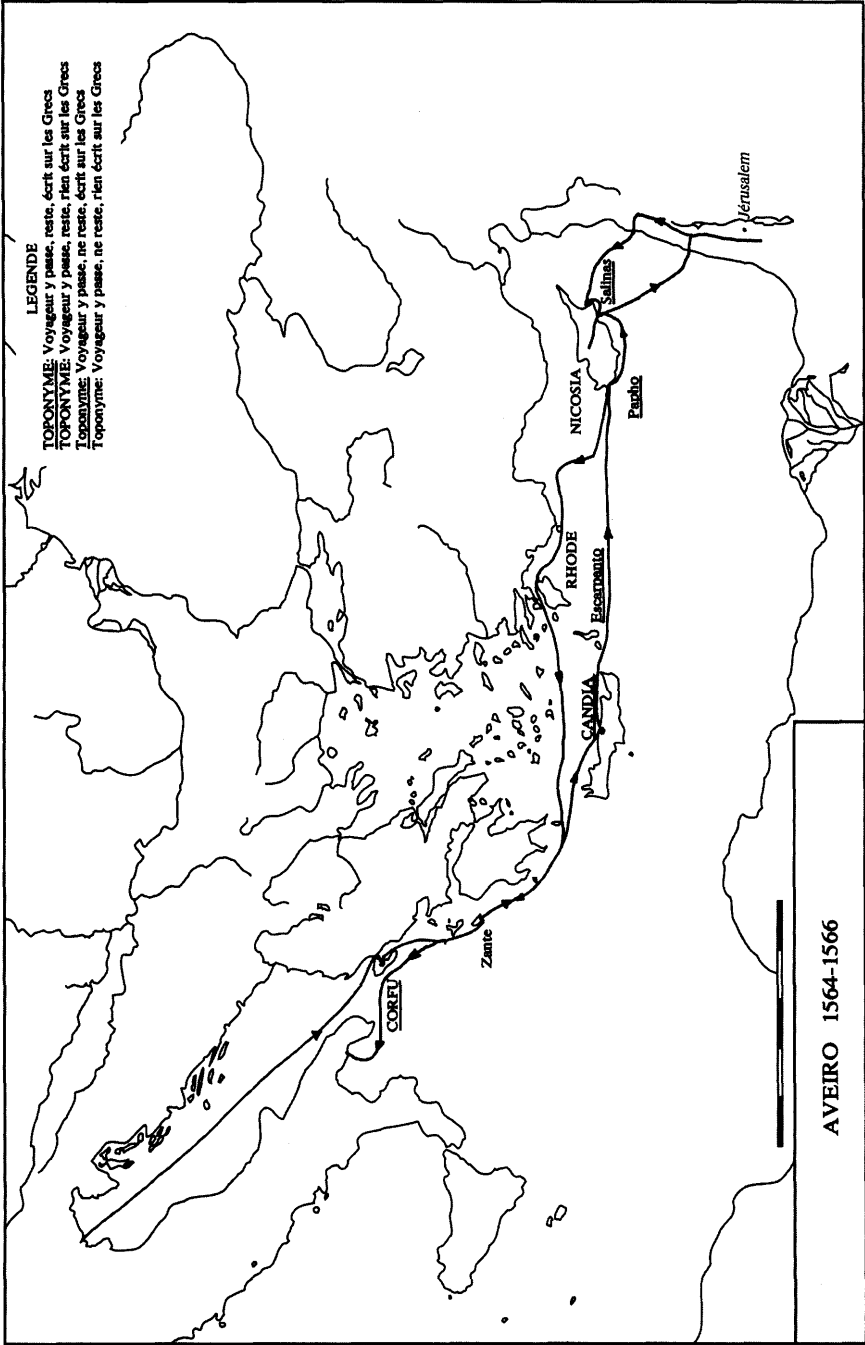 LEGENDE
TOPONYME: Voyageur y passe, reste, écrit sur les Grecs
TOPONYME: Voyageur y passe, reste, rien écrit sur les Grecs
Toponyme: Voyageur y passe, ne reste, écrit sur les Grecs
Toponyme: Voyageur y passe, ne reste, rien écrit sur les Grecs
CORFU
Zante
CANDIA
Escarpanto
RHODE
NICOSIA
Papho
Salinas
Jérusalem
AVEIRO 1564-1566